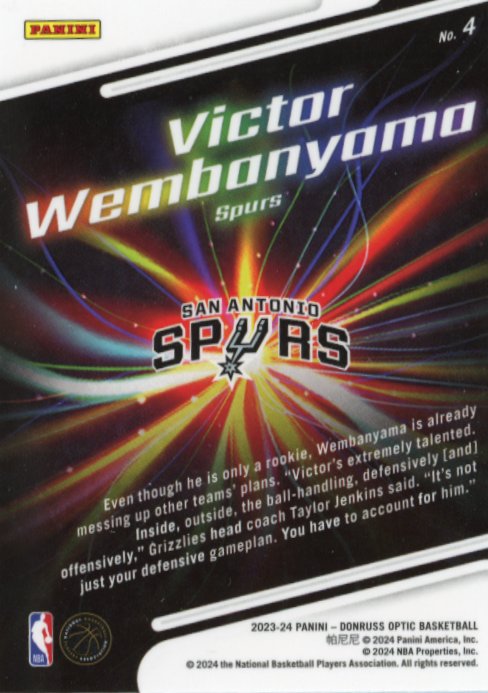 PANINI
No. 4
Victor
Wembanyama
Spurs
SAN ANTONIO
SPURS
Even though he is only a rookie, Wembanyama is already
messing up other teams' plans. "Victor's extremely talented.
Inside, outside, the ball-handling, defensively [and]
offensively," Grizzlies head coach Taylor Jenkins said. "It's not
just your defensive gameplan. You have to account for him."
NBA
NATIONAL BASKETBALL
ASSOCIATION
2023-24 PANINI – DONRUSS OPTIC BASKETBALL
帕尼尼 © 2024 Panini America, Inc.
© 2024 NBA Properties, Inc.
© 2024 the National Basketball Players Association. All rights reserved.